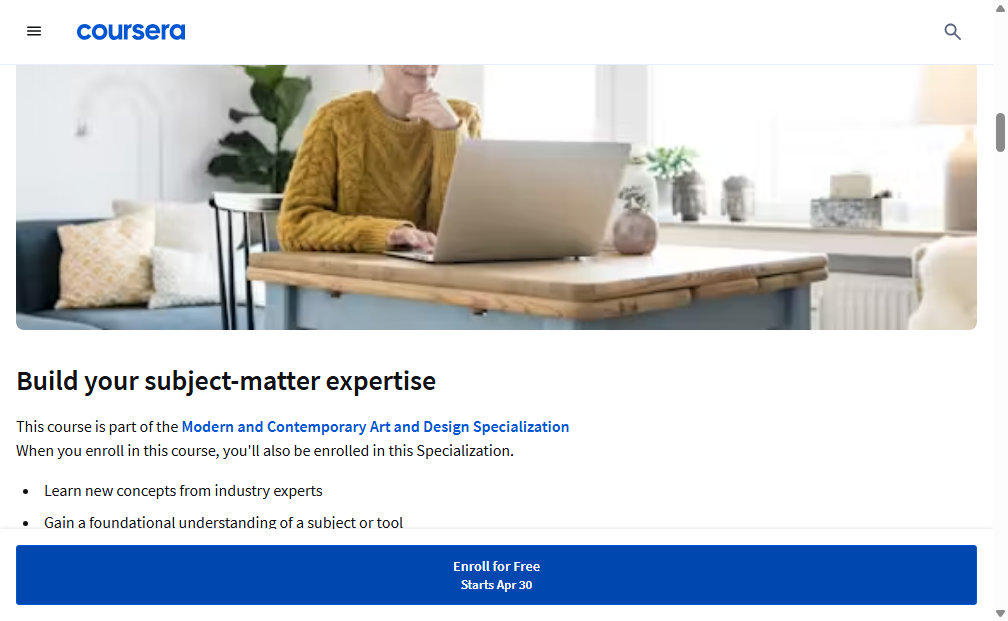 coursera
Build your subject-matter expertise
This course is part of the Modern and Contemporary Art and Design Specialization
When you enroll in this course, you'll also be enrolled in this Specialization.
Learn new concepts from industry experts
Gain a foundational understanding of a subject or tool
Enroll for Free
Starts Apr 30